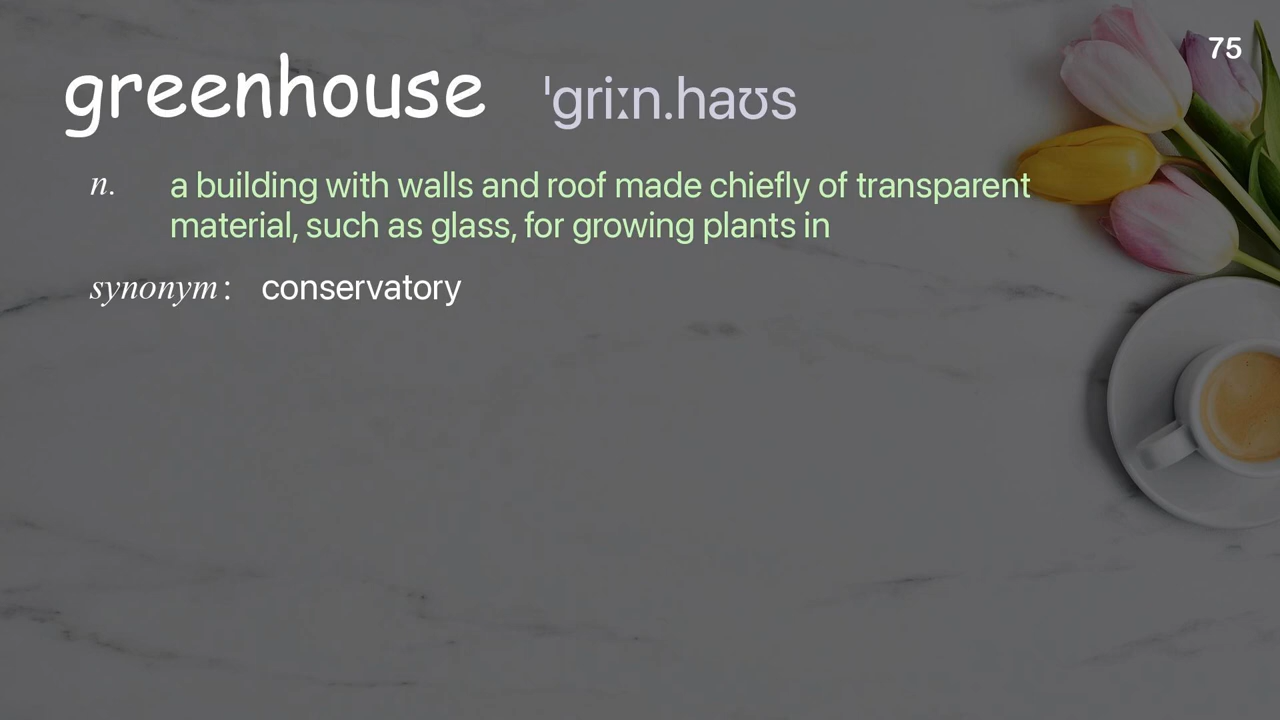 75
greenhouse ˈɡriːn.haʊs
n. a building with walls and roof made chiefly of transparent
material, such as glass, for growing plants in
synonym: conservatory